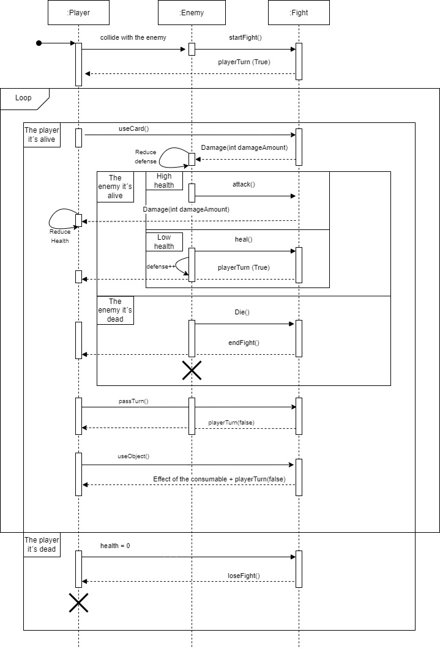 :Player
:Enemy
:Fight
collide with the enemy
startFight()
playerTurn (True)
Loop
The player
it´s alive
useCard()
Damage(int damageAmount)
Reduce
defense
The
enemy it´s
alive
High
health
attack()
Damage(int damageAmount)
Reduce
Health
Low
health
heal()
defense++
playerTurn (True)
The
enemy it´s
dead
Die()
endFight()
passTurn()
playerTurn(false)
useObject()
Effect of the consumable + playerTurn(false)
The player
it´s dead
health = 0
loseFight()